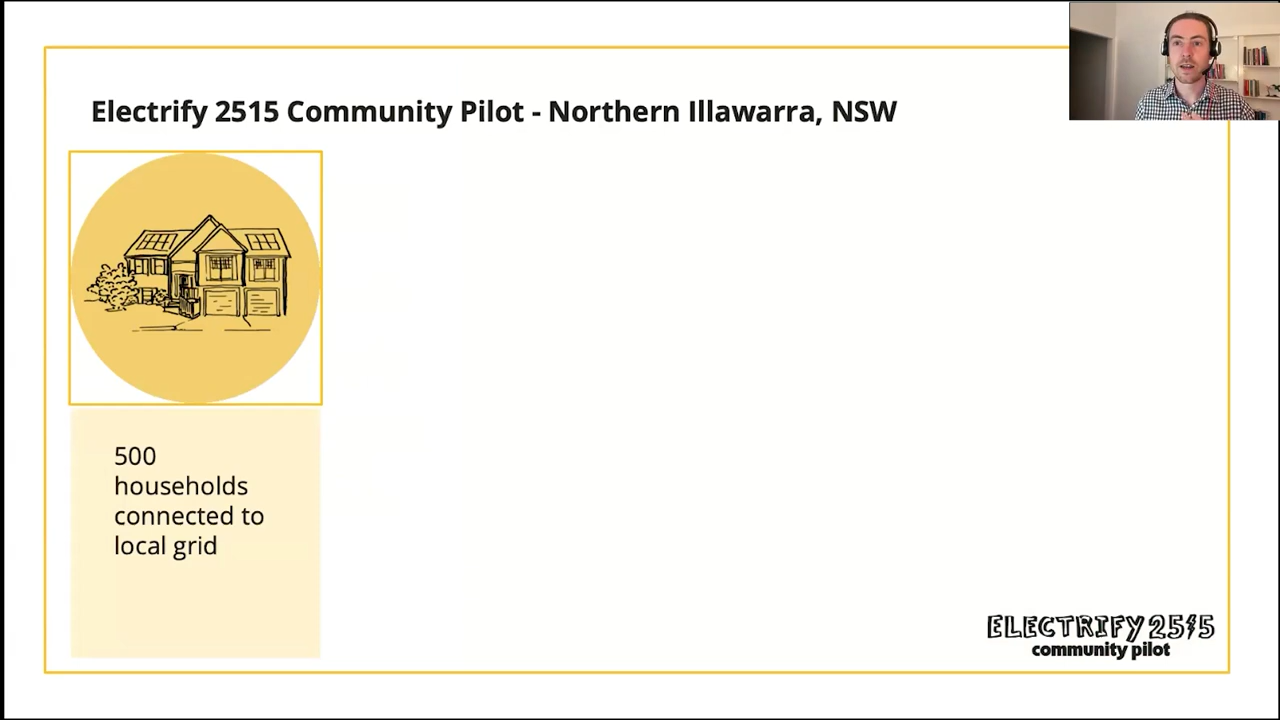 Electrify 2515 Community Pilot - Northern Illawarra, NSW
500
households
connected to
local grid
ELECTRIFY 2515
community pilot